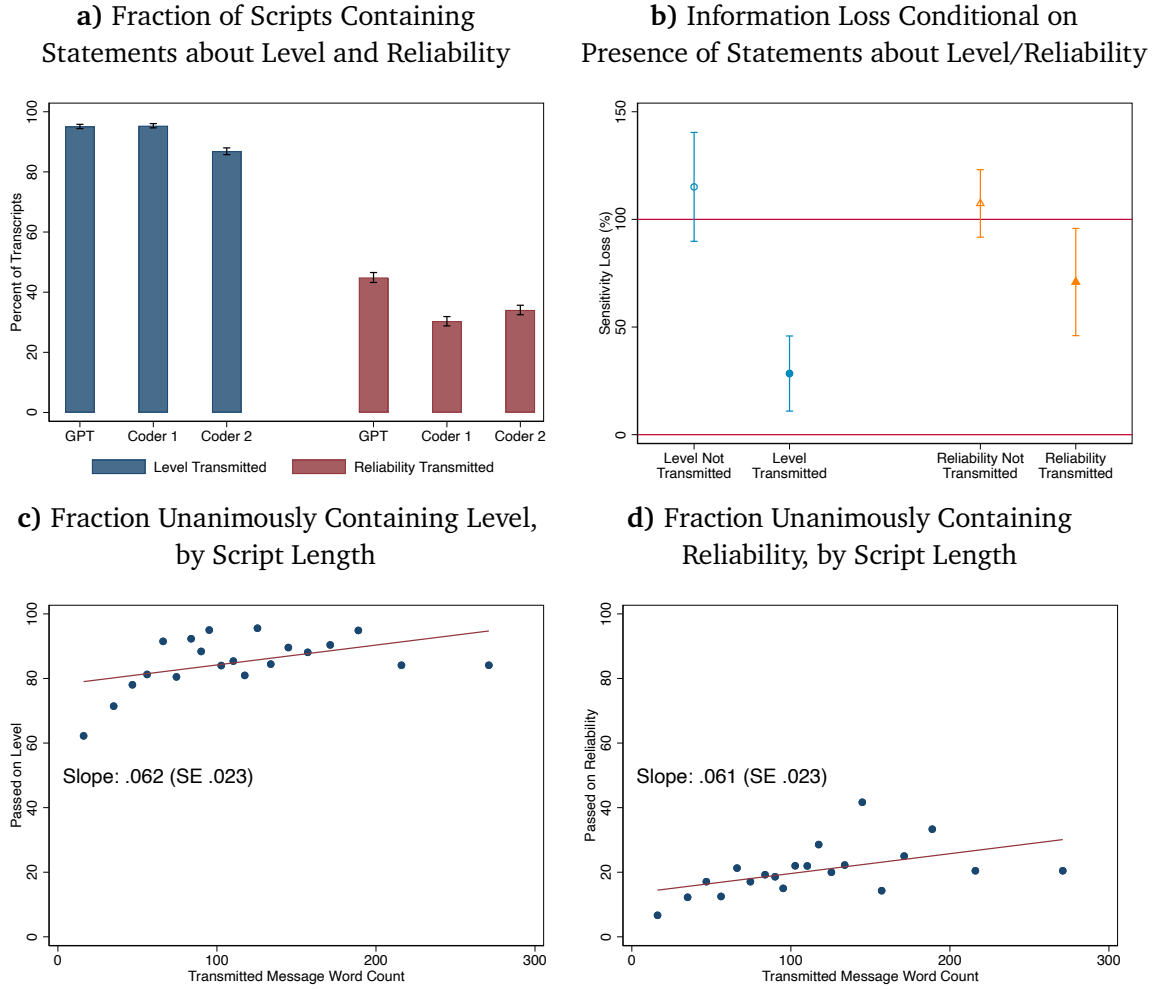 a) Fraction of Scripts Containing
Statements about Level and Reliability
b) Information Loss Conditional on
Presence of Statements about Level/Reliability
Percent of Transcripts
100
80
60
40
20
0
GPT
Coder 1
Coder 2
GPT
Coder 1
Coder 2
Level Transmitted
Reliability Transmitted
Sensitivity Loss (%)
150
100
50
0
Level Not
Transmitted
Level
Transmitted
Reliability Not
Transmitted
Reliability
Transmitted
c) Fraction Unanimously Containing Level,
by Script Length
d) Fraction Unanimously Containing
Reliability, by Script Length
Passed on Level
100
80
60
40
20
0
Slope: .062 (SE .023)
0
100
200
300
Transmitted Message Word Count
Passed on Reliability
100
80
60
40
20
0
Slope: .061 (SE .023)
0
100
200
300
Transmitted Message Word Count